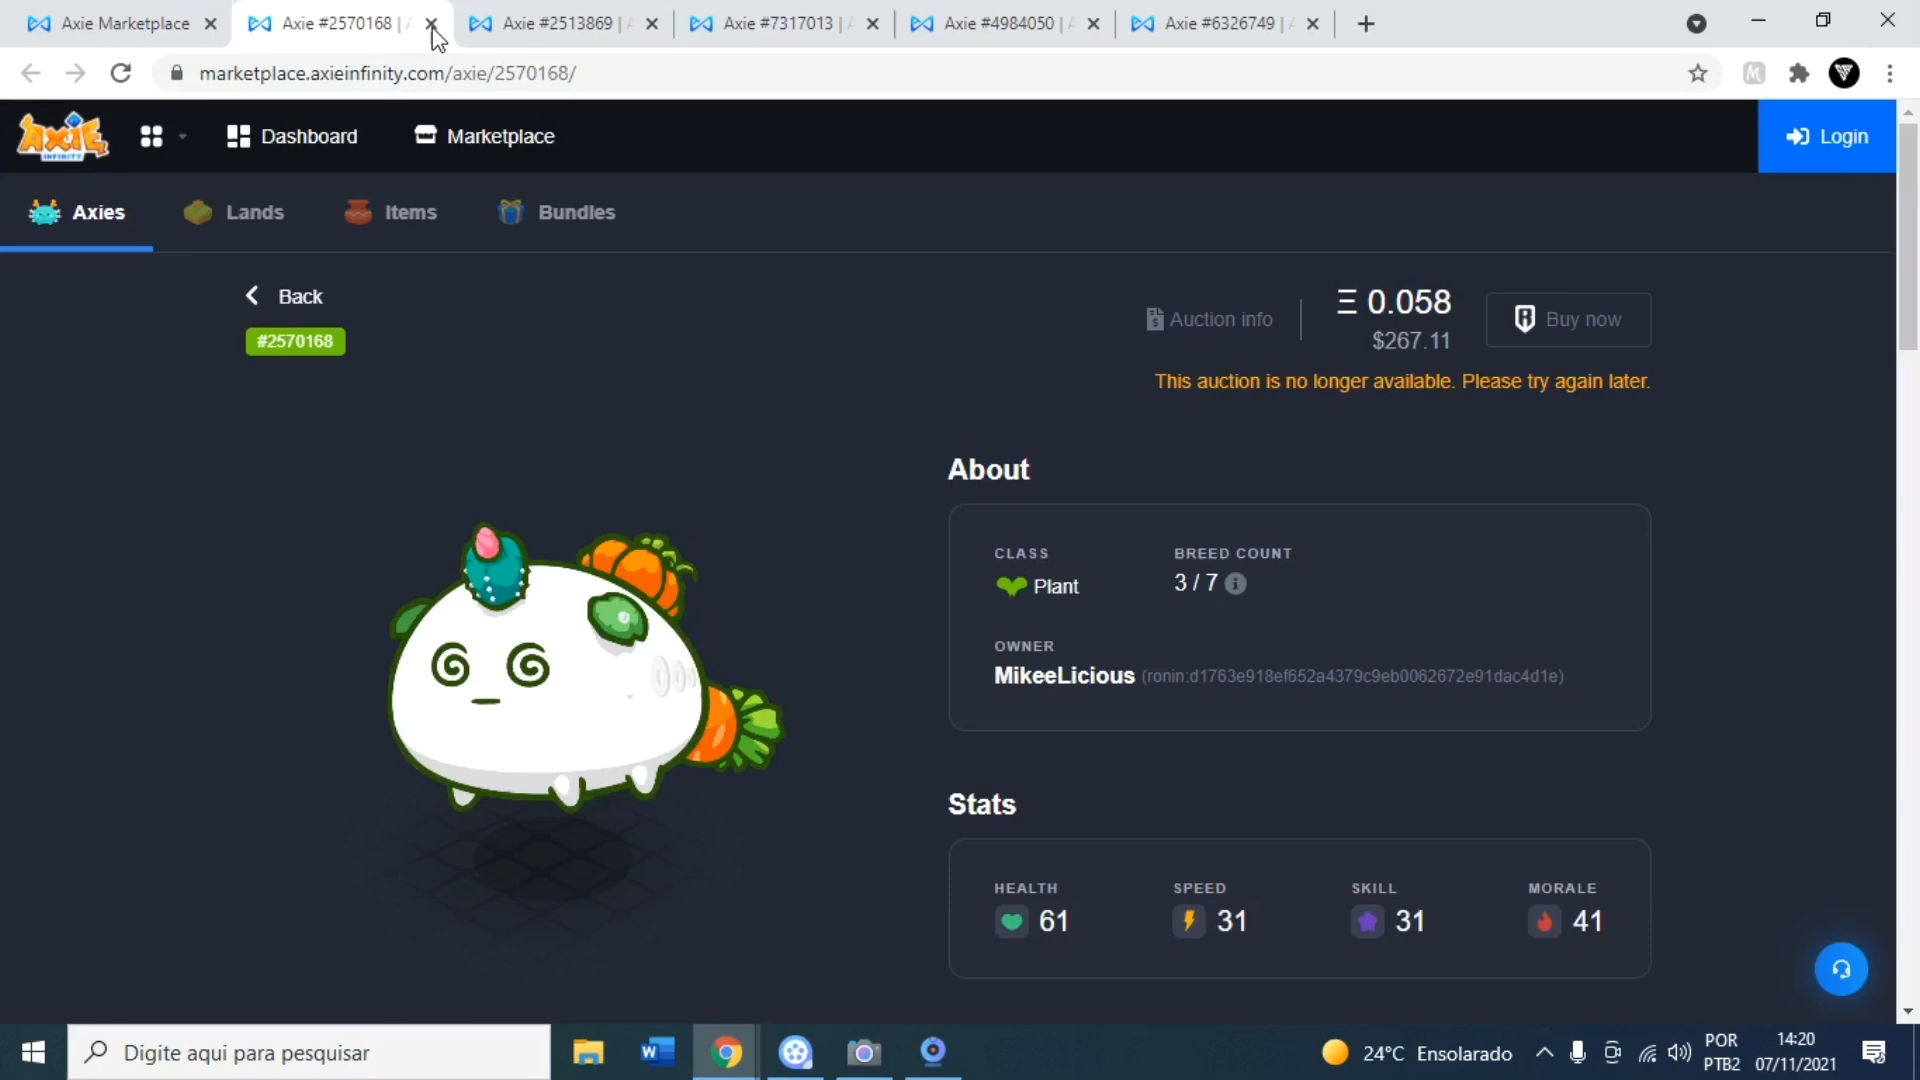 Axie Marketplace
Axie #2570168 |
Axie #2513869 |
Axie #7317013 |
Axie #4984050 |
Axie #6326749 |
marketplace.axieinfinity.com/axie/2570168/
AXIE
INFINITY
Dashboard
Marketplace
Login
Axies
Lands
Items
Bundles
Back
#2570168
Auction info
Ξ 0.058
$267.11
Buy now
This auction is no longer available. Please try again later.
About
CLASS
BREED COUNT
Plant
3 / 7
OWNER
MikeeLicious (ronin:d1763e918ef652a4379c9eb0062672e91dac4d1e)
Stats
HEALTH
SPEED
SKILL
MORALE
61
31
31
41
Digite aqui para pesquisar
24°C Ensolarado
POR
PTB2
14:20
07/11/2021